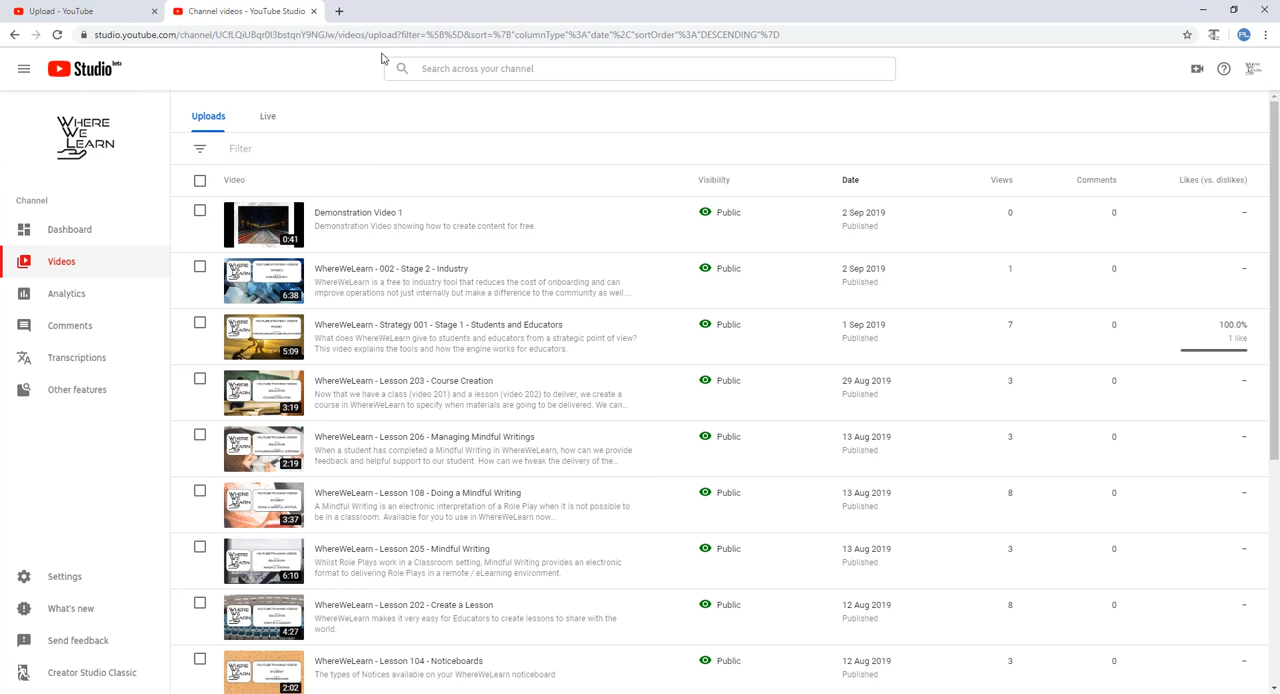 Upload - YouTube
Channel videos - YouTube Studio
studio.youtube.com/channel/UCfLQiUBqr0I3bstqnY9NGJw/videos/upload?filter=%5B%5D&sort=%7B"columnType"%3A"date"%2C"sortOrder"%3A"DESCENDING"%7D
PL
Studio beta
Search across your channel
WHERE
WE
LEARN
Uploads
Live
Filter
Channel
Dashboard
Videos
Analytics
Comments
Transcriptions
Other features
Settings
What's new
Send feedback
Creator Studio Classic
Video
Visibility
Date
Views
Comments
Likes (vs. dislikes)
0:41
Demonstration Video 1
Demonstration Video showing how to create content for free.
Public
2 Sep 2019
Published
0
0
–
6:38
WhereWeLearn - 002 - Stage 2 - Industry
WhereWeLearn is a free to industry tool that reduces the cost of onboarding and can
improve operations not just internally but make a difference to the community as well....
Public
2 Sep 2019
Published
1
0
–
5:09
WhereWeLearn - Strategy 001 - Stage 1 - Students and Educators
What does WhereWeLearn give to students and educators from a strategic point of view?
This video explains the tools and how the engine works for educators.
Public
1 Sep 2019
Published
7
0
100.0%
1 like
3:19
WhereWeLearn - Lesson 203 - Course Creation
Now that we have a class (video 201) and a lesson (video 202) to deliver, we create a
course in WhereWeLearn to specify when materials are going to be delivered. We can...
Public
29 Aug 2019
Published
3
0
–
2:19
WhereWeLearn - Lesson 206 - Managing Mindful Writings
When a student has completed a Mindful Writing in WhereWeLearn, how can we provide
feedback and helpful support to our student. How can we tweak the delivery of the...
Public
13 Aug 2019
Published
3
0
–
3:37
WhereWeLearn - Lesson 106 - Doing a Mindful Writing
A Mindful Writing is an electronic interpretation of a Role Play when it is not possible to
be in a classroom. Available for you to use in WhereWeLearn now...
Public
13 Aug 2019
Published
8
0
–
6:10
WhereWeLearn - Lesson 205 - Mindful Writing
Whilst Role Plays work in a Classroom setting, Mindful Writing provides an electronic
format to delivering Role Plays in a remote / eLearning environment.
Public
13 Aug 2019
Published
3
0
–
4:27
WhereWeLearn - Lesson 202 - Create a Lesson
WhereWeLearn makes it very easy for Educators to create lessons to share with the
world.
Public
12 Aug 2019
Published
8
0
–
2:02
WhereWeLearn - Lesson 104 - Noticeboards
The types of Notices available on your WhereWeLearn noticeboard.
Public
12 Aug 2019
Published
3
0
–